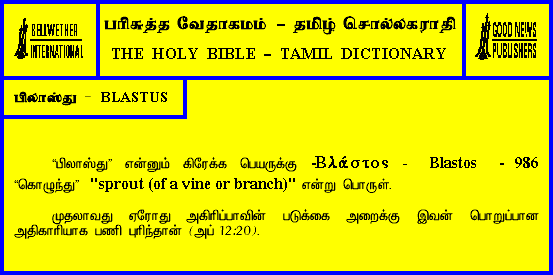 BELLWETHER
INTERNATIONAL
பரிசுத்த வேதாகமம் – தமிழ் சொல்லகராதி
THE HOLY BIBLE – TAMIL DICTIONARY
GOOD NEWS
PUBLISHERS
பிலாஸ்து – BLASTUS
“பிலாஸ்து” என்னும் கிரேக்க பெயருக்கு -Βλάστος - Blastos - 986
“கொழுந்து” "sprout (of a vine or branch)" என்று பொருள்.
முதலாவது ஏரோது அகிரிப்பாவின் படுக்கை அறைக்கு இவன் பொறுப்பான
அதிகாரியாக பணி புரிந்தான் (அப் 12:20).